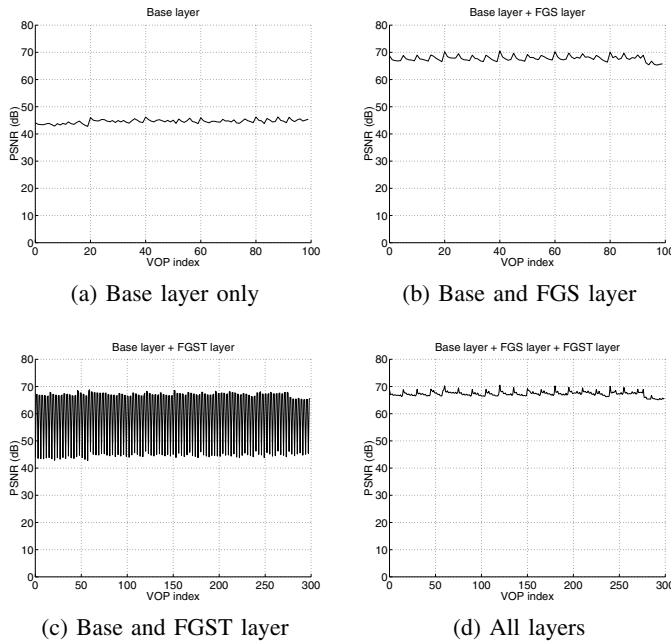 Base layer
80
70
60
50
40
30
20
10
0
PSNR (dB)
0 20 40 60 80 100
VOP index
(a) Base layer only
Base layer + FGS layer
80
70
60
50
40
30
20
10
0
PSNR (dB)
0 20 40 60 80 100
VOP index
(b) Base and FGS layer
Base layer + FGST layer
80
70
60
50
40
30
20
10
0
PSNR (dB)
0 50 100 150 200 250 300
VOP index
(c) Base and FGST layer
Base layer + FGS layer + FGST layer
80
70
60
50
40
30
20
10
0
PSNR (dB)
0 50 100 150 200 250 300
VOP index
(d) All layers